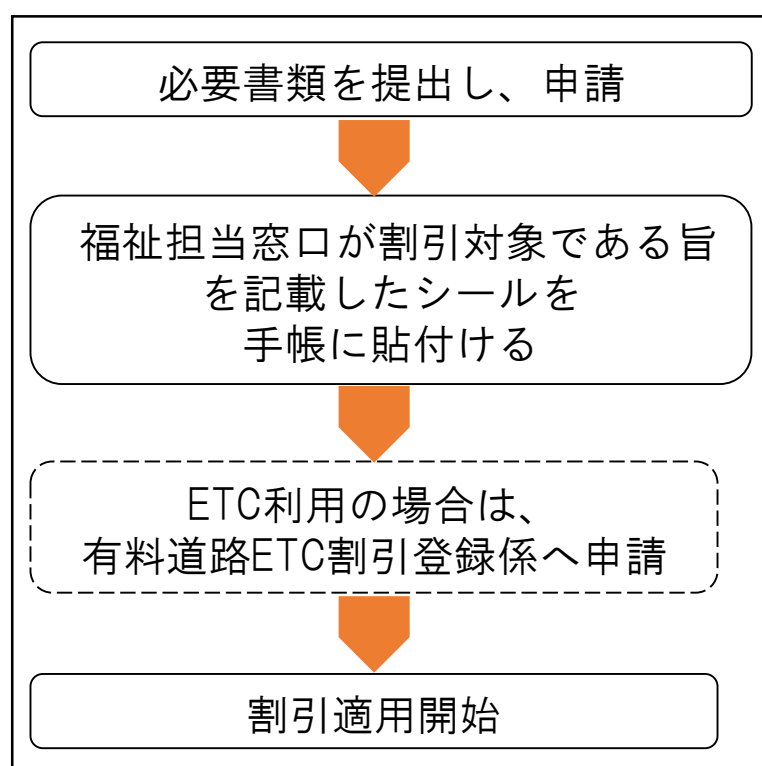 必要書類を提出し、申請
福祉担当窓口が割引対象である旨
を記載したシールを
手帳に貼付ける
ETC利用の場合は、
有料道路ETC割引登録係へ申請
割引適用開始